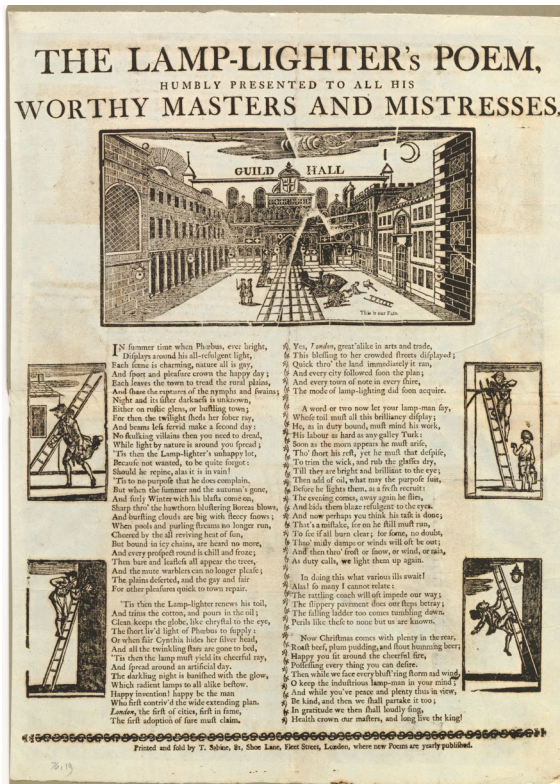 THE LAMP-LIGHTER's POEM,
HUMBLY PRESENTED TO ALL HIS
WORTHY MASTERS AND MISTRESSES,
GUILD HALL
This is our Fate.
IN summer time when Phœbus, ever bright,
Displays around his all-refulgent light,
Each scene is charming, nature all is gay,
And sport and pleasure crown the happy day;
Each leaves the town to tread the rural plains,
And share the raptures of the nymphs and swains;
Night and its sister darkness is unknown,
Either on rustic glens, or bustling town;
For then the twilight sheds her sober ray,
And beams less fervid make a second day:
No skulking villains then you need to dread,
While light by nature is around you spread;
'Tis then the Lamp-lighter's unhappy lot,
Because not wanted, to be quite forgot:
Should he repine, alas it is in vain!
'Tis to no purpose that he does complain,
But when the summer and the autumn's gone,
And surly Winter with his blasts come on,
Sharp thro' the hawthorn blustering Boreas blows,
And bursting clouds are big with fleecy snows;
When pools and purling streams no longer run,
Cheered by the all reviving heat of sun,
But bound in icy chains, are heard no more,
And every prospect round is chill and froze;
Then bare and leafless all appear the trees,
And the mute warblers can no longer please;
The plains deserted, and the gay and fair
For other pleasures quick to town repair.
'Tis then the Lamp-lighter renews his toil,
And trims the cotton, and pours in the oil;
Clean keeps the globe, like chrystal to the eye,
The short liv'd light of Phœbus to supply:
Or when fair Cynthia hides her silver head,
And all the twinkling stars are gone to bed,
'Tis then the lamp must yield its cheerful ray,
And spread around an artificial day.
The darkling night is banished with the glow,
Which radiant lamps to all alike bestow.
Happy invention! happy be the man
Who first contriv'd the wide extending plan.
London, the first of cities, first in fame,
The first adoption of sure must claim.
Yes, London, great alike in arts and trade,
This blessing to her crowded streets displayed;
Quick thro' the land immediately it ran,
And every city followed soon the plan;
And every town of note in every shire,
The mode of lamp-lighting did soon acquire.
A word or two now let your lamp-man say,
Whose toil must all this brilliancy display;
He, as in duty bound, must mind his work,
His labour as hard as any galley Turk:
Soon as the morn appears he must arise,
Tho' short his rest, yet he must that despise,
To trim the wick, and rub the glasses dry,
Till they are bright and brilliant to the eye;
Then add of oil, what may the purpose suit,
Before he lights them, as a fresh recruit:
The evening comes, away again he flies,
And bids them blaze refulgent to the eyes.
And now perhaps you think his task is done;
That's a mistake, for on he still must run,
To see if all burn clear; for some, no doubt,
Thro' misty damps or winds will oft be out;
And then thro' frost or snow, or wind, or rain,
As duty calls, we light them up again.
In doing this what various ills await!
Alas! so many I cannot relate:
The rattling coach will oft impede our way;
The slippery pavement does our steps betray;
The falling ladder too comes tumbling down.
Perils like these to none but us are known.
Now Christmas comes with plenty in the rear,
Roast beef, plum pudding, and stout humming beer;
Happy you sit around the cheerful fire,
Possessing every thing you can desire.
Then while we face every blust'ring storm and wind,
O keep the industrious lamp-man in your mind;
And while you've peace and plenty thus in view,
Be kind, and then we shall partake it too;
In gratitude we then shall loudly sing,
Health crown our masters, and long live the king!
Printed and sold by T. Sabine, 81, Shoe Lane, Fleet Street, London, where new Poems are yearly published.